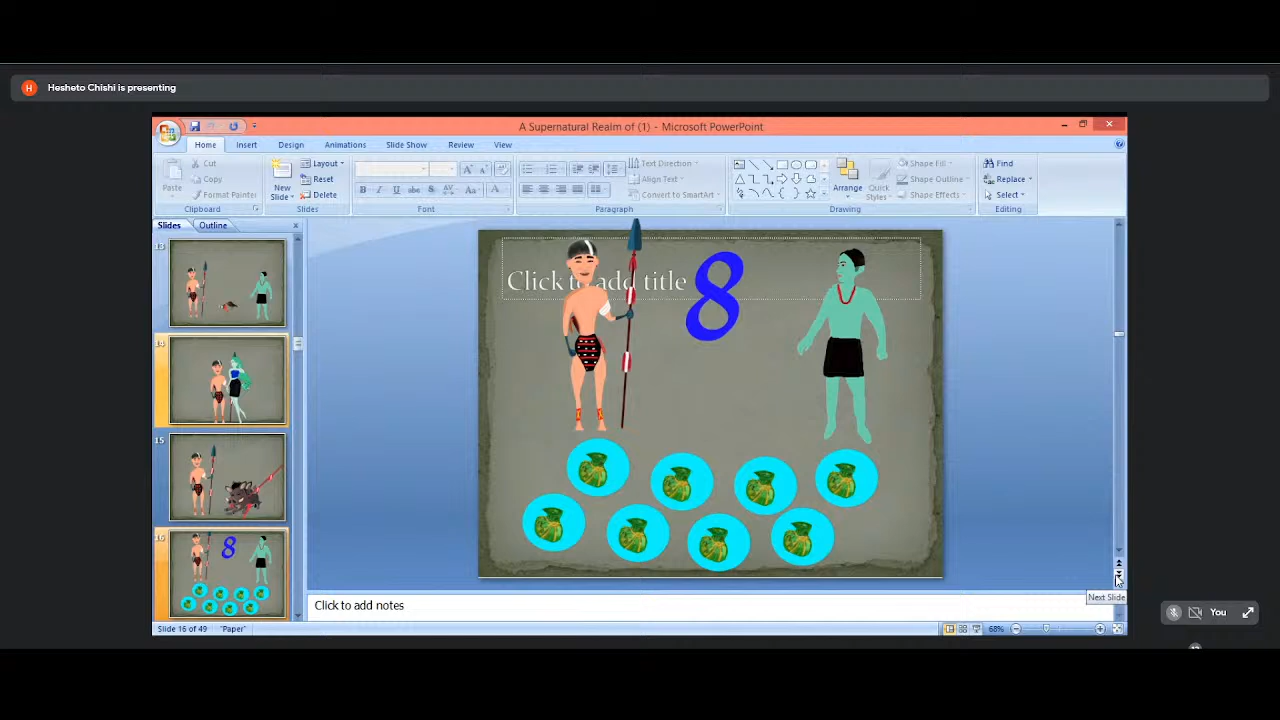 H Hesheto Chishi is presenting
A Supernatural Realm of (1) - Microsoft PowerPoint
Home Insert Design Animations Slide Show Review View
Paste
Cut
Copy
Format Painter
Clipboard
New Slide
Layout
Reset
Delete
Slides
B I U abe S AV Aa A
Font
Text Direction
Align Text
Convert to SmartArt
Paragraph
Arrange
Quick Styles
Shape Fill
Shape Outline
Shape Effects
Drawing
Find
Replace
Select
Editing
Slides Outline
13
14
15
16
8
Click to add title
8
Click to add notes
Next Slide
You
Slide 16 of 49 "Paper" 68%